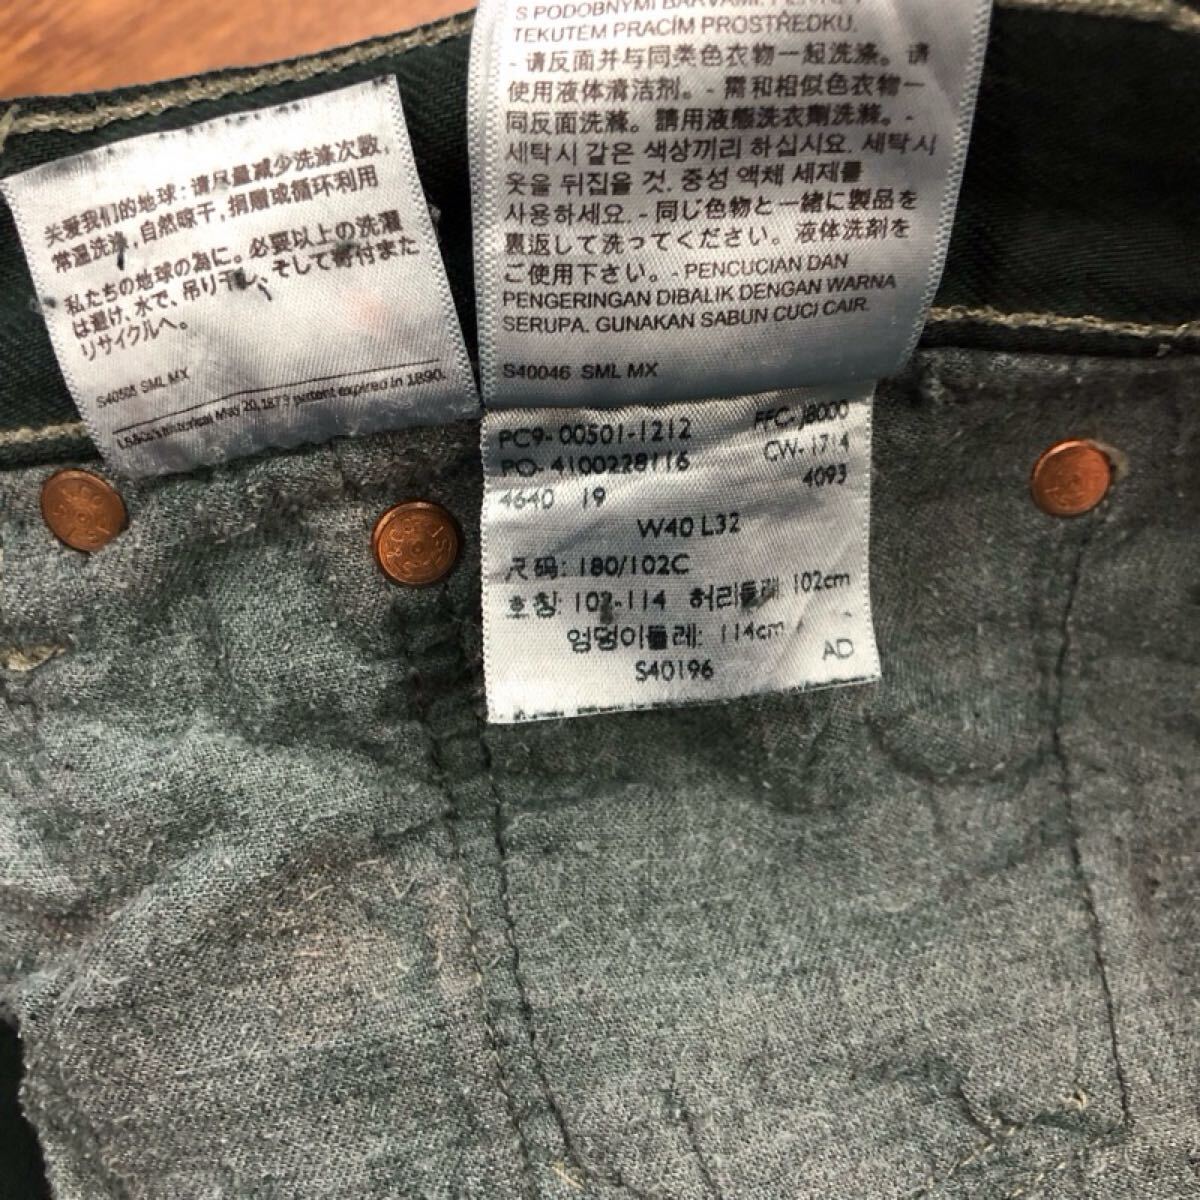 关爱我们的地球:请尽量减少洗涤次数,
常温洗涤,自然晾干,捐赠或循环利用
私たちの地球の為に。必要以上の洗濯
は避け、水で、吊り干し、そして寄付また
リサイクルへ。
SML MX
May 20, 1873 expired in 1890.
S PODOBNÝMI BARVAMI.
TEKUTEM PRACÍM PROSTŘEDKU.
- 请反面并与同类色衣物一起洗涤。请
使用液体清洁剂。- 需和相似色衣物一
同反面洗滌。請用液態洗衣劑洗滌。-
세탁시 같은 색상끼리 하십시요. 세탁시
옷을 뒤집을 것. 중성 액체 세제를
사용하세요. - 同じ色物と一緒に製品を
裏返して洗ってください。液体洗剤を
ご使用下さい。- PENCUCIAN DAN
PENGERINGAN DIBALIK DENGAN WARNA
SERUPA. GUNAKAN SABUN CUCI CAIR.
S40046 SML MX
PC9-00501-1212 FFC-J8000
PO-4100228116 CW-1714
4640 19 4093
W40 L32
尺码: 180/102C
호칭: 102-114 허리둘레 102cm
엉덩이둘레: 114cm
S40196 AD